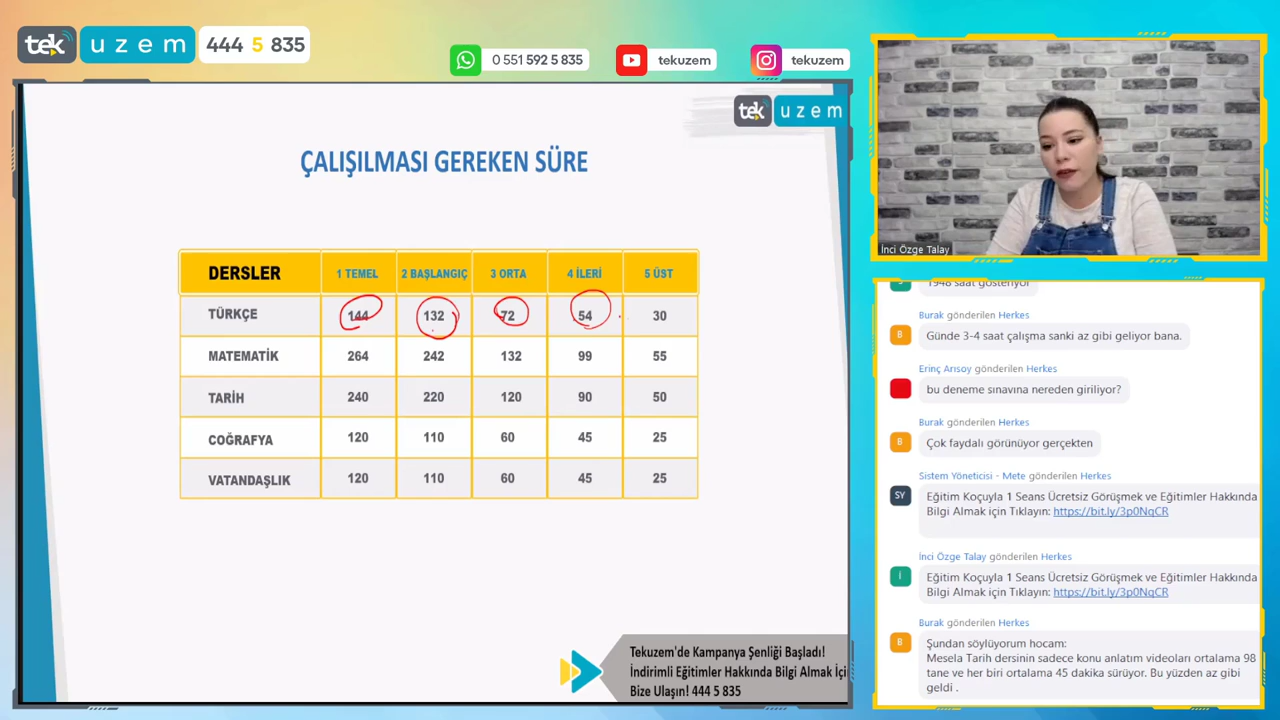 tek uzem 444 5 835
0 551 592 5 835
tekuzem
tekuzem
tek uzem
ÇALIŞILMASI GEREKEN SÜRE
DERSLER 1 TEMEL 2 BAŞLANGIÇ 3 ORTA 4 İLERİ 5 ÜST
TÜRKÇE 144 132 72 54 30
MATEMATİK 264 242 132 99 55
TARİH 240 220 120 90 50
COĞRAFYA 120 110 60 45 25
VATANDAŞLIK 120 110 60 45 25
Tekuzem'de Kampanya Şenliği Başladı!
İndirimli Eğitimler Hakkında Bilgi Almak İçi
Bize Ulaşın! 444 5 835
İnci Özge Talay
1948 saat gösteriyor
Burak gönderilen Herkes
B
Günde 3-4 saat çalışma sanki az gibi geliyor bana.
Erinç Arısoy gönderilen Herkes
bu deneme sınavına nereden giriliyor?
Burak gönderilen Herkes
B
Çok faydalı görünüyor gerçekten
Sistem Yöneticisi - Mete gönderilen Herkes
SY
Eğitim Koçuyla 1 Seans Ücretsiz Görüşmek ve Eğitimler Hakkında
Bilgi Almak için Tıklayın: https://bit.ly/3p0NqCR
İnci Özge Talay gönderilen Herkes
İ
Eğitim Koçuyla 1 Seans Ücretsiz Görüşmek ve Eğitimler Hakkında
Bilgi Almak için Tıklayın: https://bit.ly/3p0NqCR
Burak gönderilen Herkes
B
Şundan söylüyorum hocam:
Mesela Tarih dersinin sadece konu anlatım videoları ortalama 98
tane ve her biri ortalama 45 dakika sürüyor. Bu yüzden az gibi
geldi .